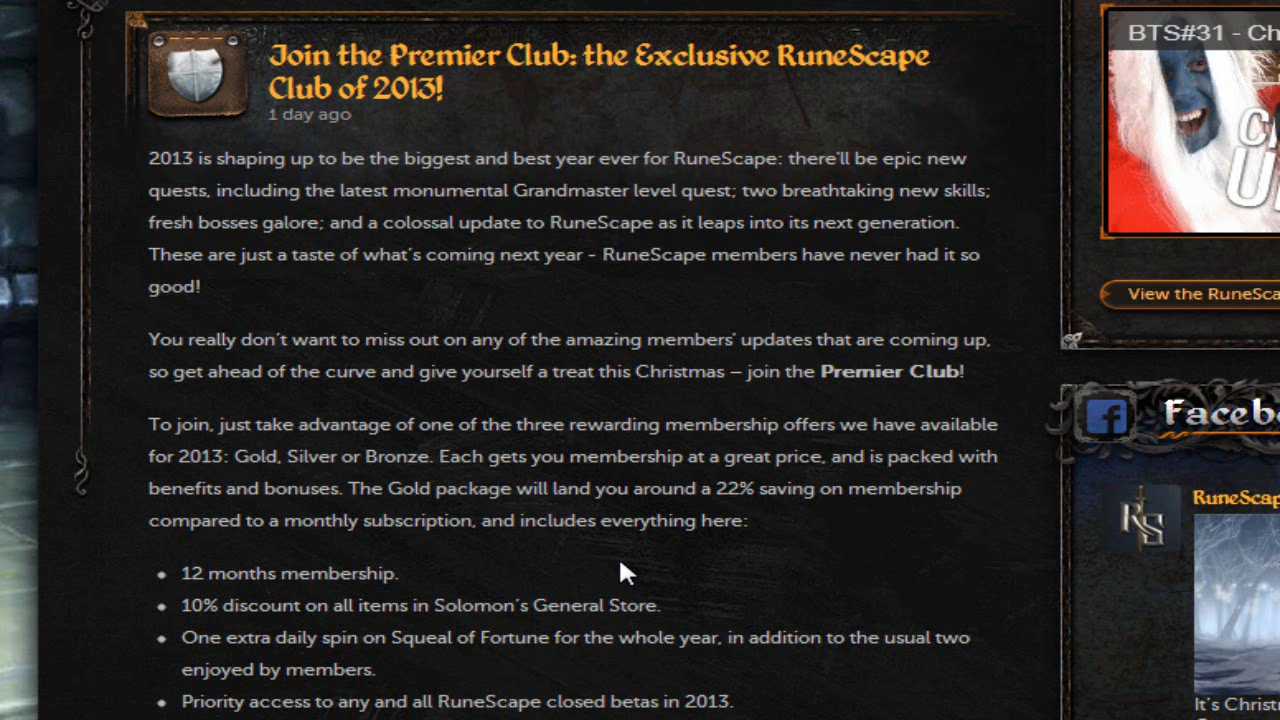 Join the Premier Club: the Exclusive RuneScape
Club of 2013!
1 day ago
2013 is shaping up to be the biggest and best year ever for RuneScape: there'll be epic new
quests, including the latest monumental Grandmaster level quest; two breathtaking new skills;
fresh bosses galore; and a colossal update to RuneScape as it leaps into its next generation.
These are just a taste of what's coming next year - RuneScape members have never had it so
good!
You really don't want to miss out on any of the amazing members' updates that are coming up,
so get ahead of the curve and give yourself a treat this Christmas – join the Premier Club!
To join, just take advantage of one of the three rewarding membership offers we have available
for 2013: Gold, Silver or Bronze. Each gets you membership at a great price, and is packed with
benefits and bonuses. The Gold package will land you around a 22% saving on membership
compared to a monthly subscription, and includes everything here:
• 12 months membership.
• 10% discount on all items in Solomon's General Store.
• One extra daily spin on Squeal of Fortune for the whole year, in addition to the usual two
enjoyed by members.
• Priority access to any and all RuneScape closed betas in 2013.
BTS#31 - Ch
View the RuneSca
Faceb
RS
RuneScap
It's Christ